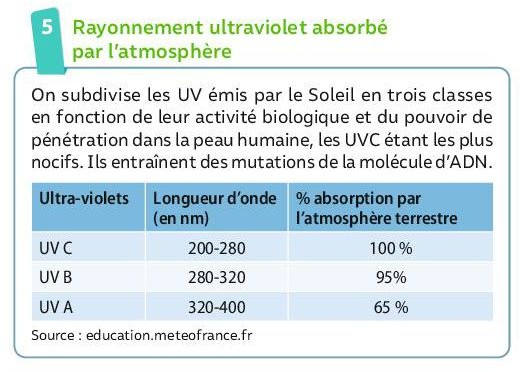 5 Rayonnement ultraviolet absorbé
par l'atmosphère
On subdivise les UV émis par le Soleil en trois classes
en fonction de leur activité biologique et du pouvoir de
pénétration dans la peau humaine, les UVC étant les plus
nocifs. Ils entraînent des mutations de la molécule d'ADN.
Ultra-violets Longueur d'onde % absorption par
(en nm) l'atmosphère terrestre
UV C 200-280 100 %
UV B 280-320 95%
UV A 320-400 65 %
Source : education.meteofrance.fr